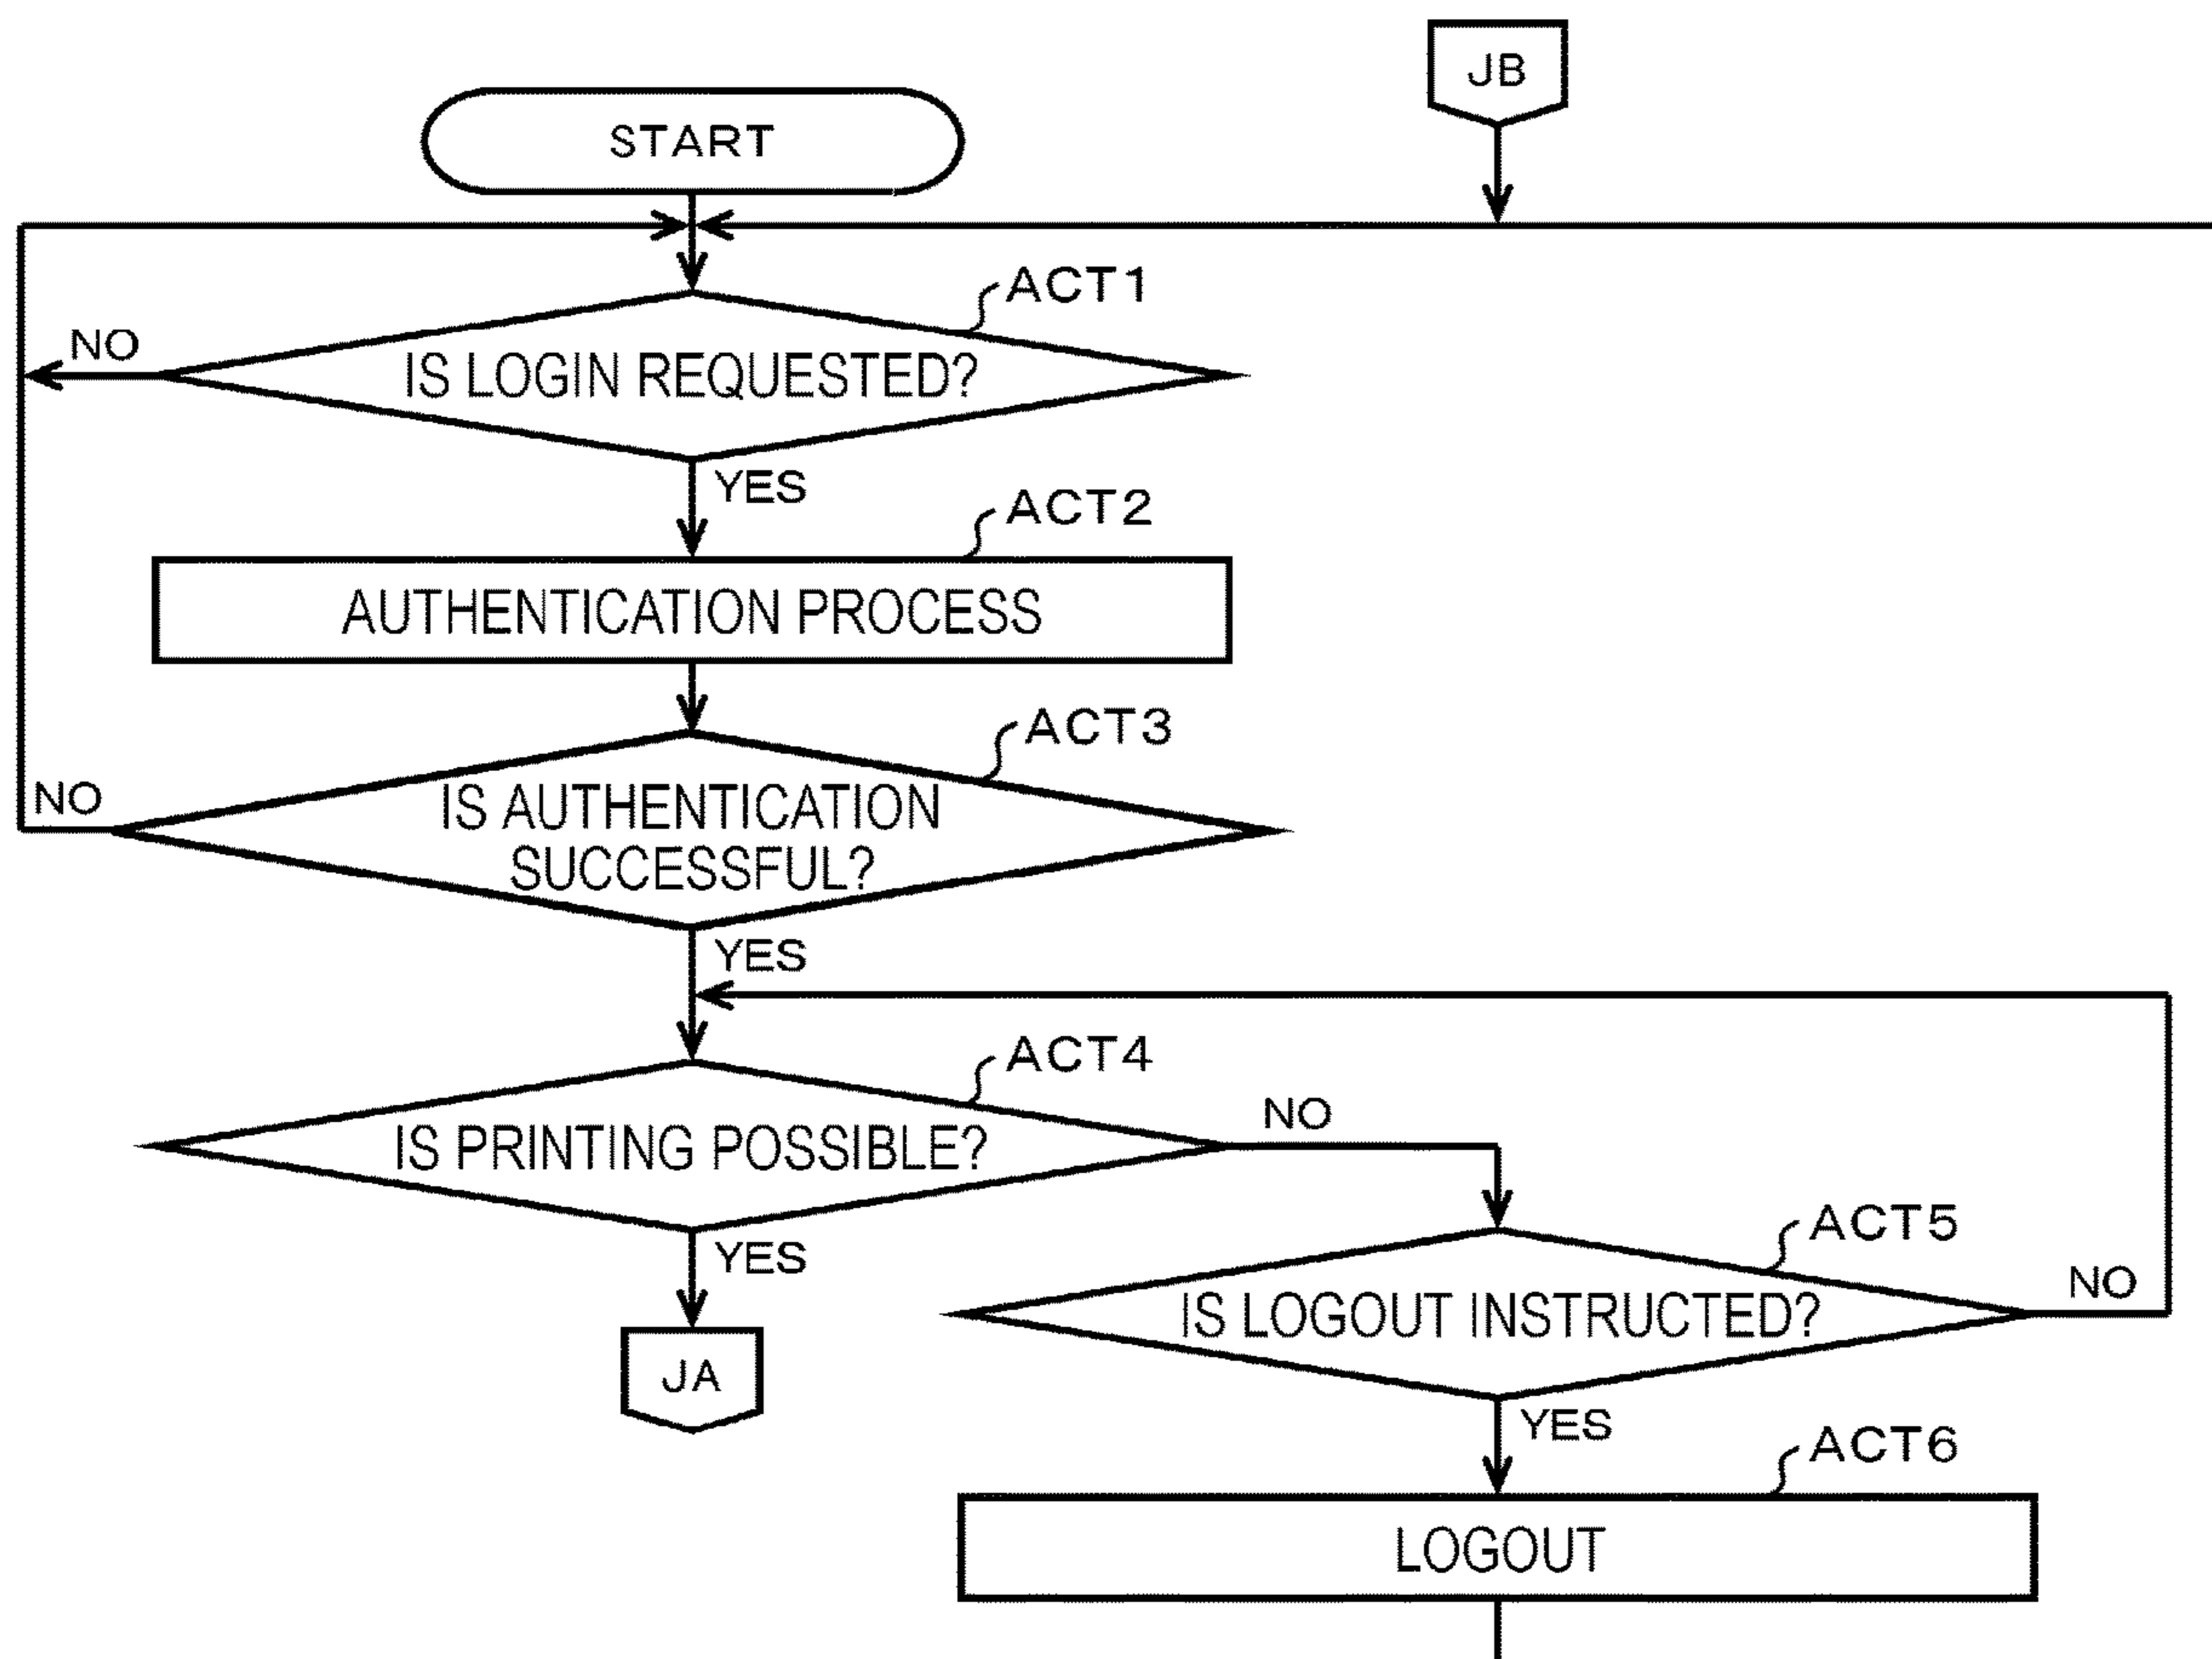 JB
START
ACT1
NO
IS LOGIN REQUESTED?
YES
ACT2
AUTHENTICATION PROCESS
ACT3
NO
IS AUTHENTICATION
SUCCESSFUL?
YES
ACT4
NO
IS PRINTING POSSIBLE?
YES
ACT5
NO
IS LOGOUT INSTRUCTED?
JA
YES
ACT6
LOGOUT